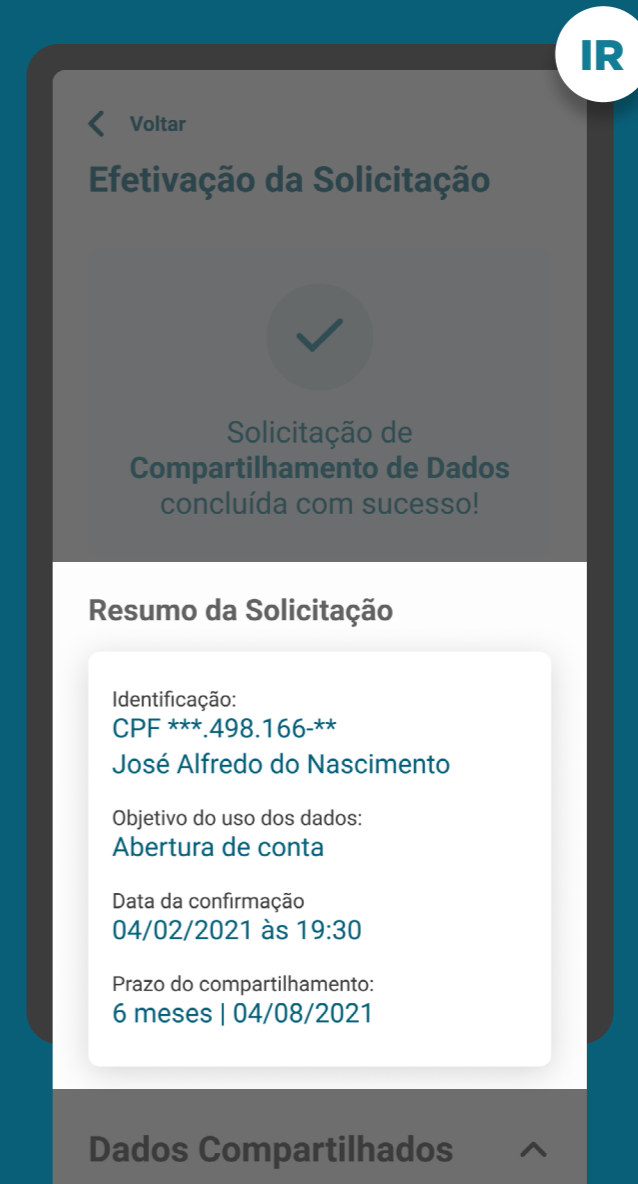 IR
Voltar
Efetivação da Solicitação
Solicitação de
Compartilhamento de Dados
concluída com sucesso!
Resumo da Solicitação
Identificação:
CPF ***.498.166-**
José Alfredo do Nascimento
Objetivo do uso dos dados:
Abertura de conta
Data da confirmação
04/02/2021 às 19:30
Prazo do compartilhamento:
6 meses | 04/08/2021
Dados Compartilhados